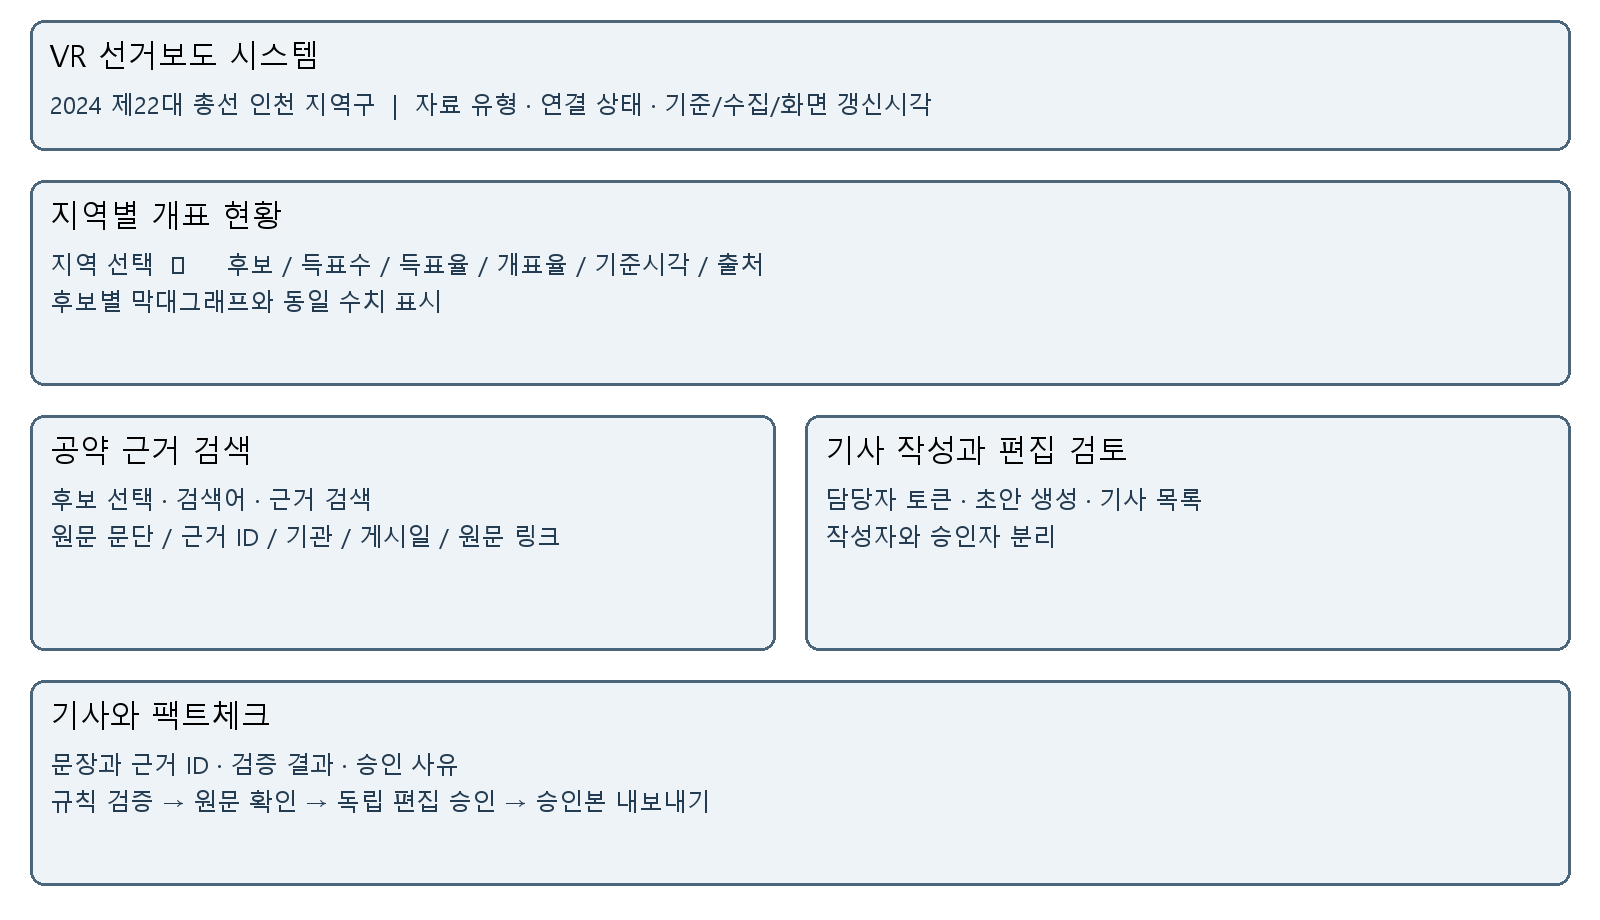 VR 선거보도 시스템
2024 제22대 총선 인천 지역구 | 자료 유형 · 연결 상태 · 기준/수집/화면 갱신시각
지역별 개표 현황
지역 선택 □ 후보 / 득표수 / 득표율 / 개표율 / 기준시각 / 출처
후보별 막대그래프와 동일 수치 표시
공약 근거 검색
후보 선택 · 검색어 · 근거 검색
원문 문단 / 근거 ID / 기관 / 게시일 / 원문 링크
기사 작성과 편집 검토
담당자 토큰 · 초안 생성 · 기사 목록
작성자와 승인자 분리
기사와 팩트체크
문장과 근거 ID · 검증 결과 · 승인 사유
규칙 검증 → 원문 확인 → 독립 편집 승인 → 승인본 내보내기